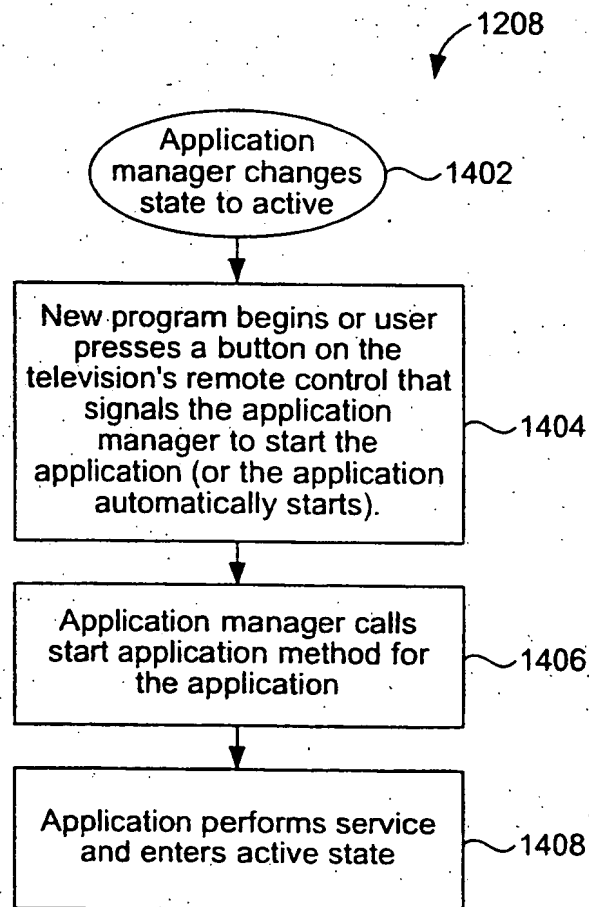 1208
Application
manager changes
state to active
1402
New program begins or user
presses a button on the
television's remote control that
signals the application
manager to start the
application (or the application
automatically starts).
1404
Application manager calls
start application method for
the application
1406
Application performs service
and enters active state
1408